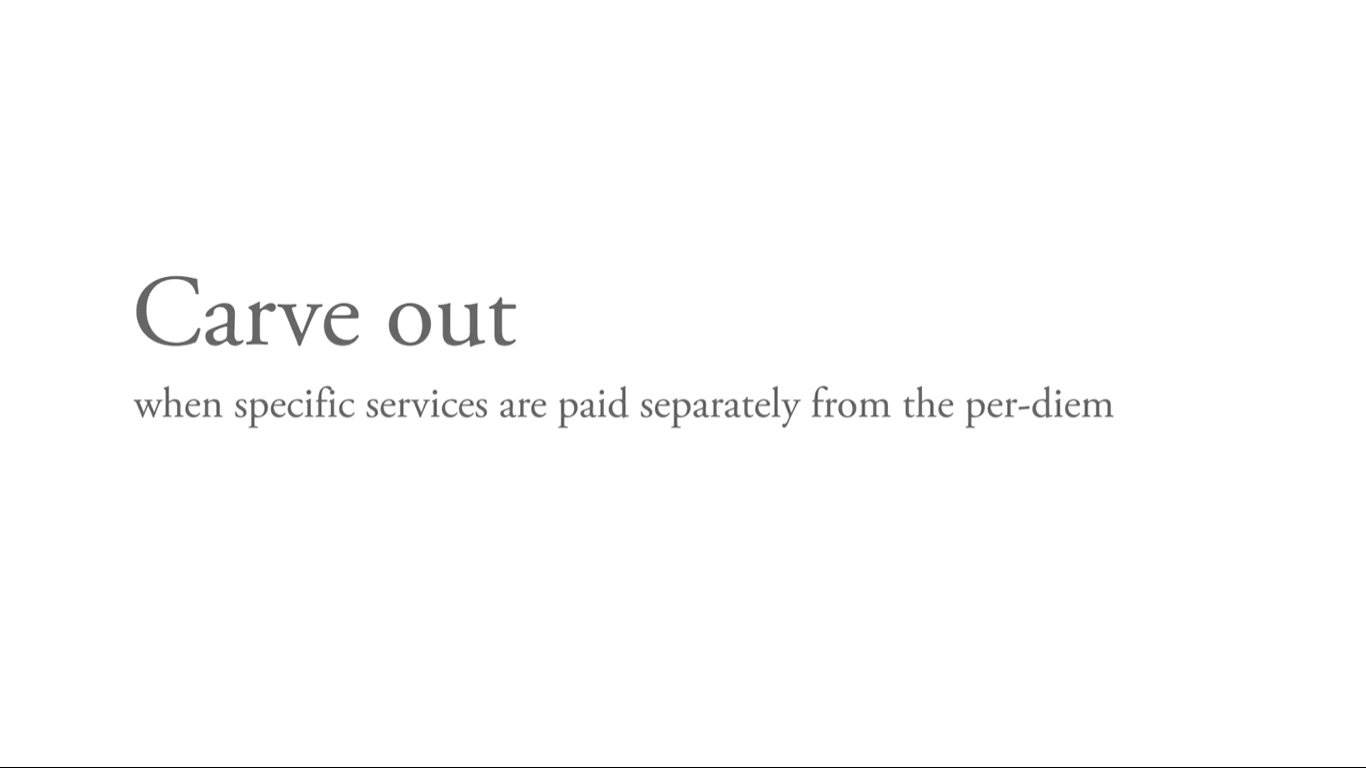 Carve out
when specific services are paid separately from the per-diem